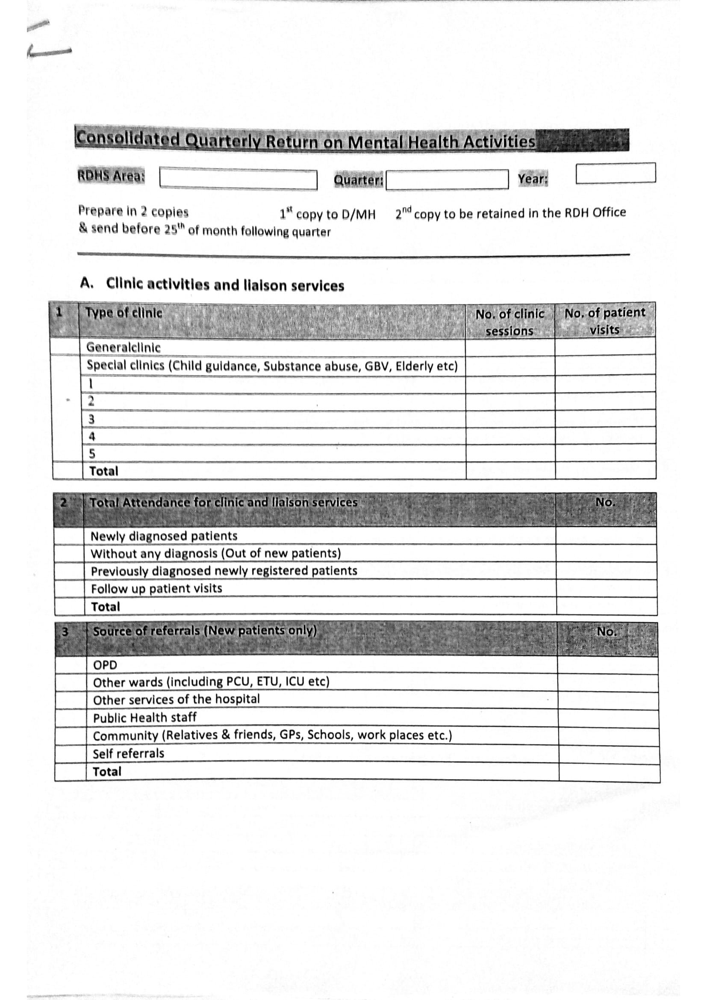 Consolidated Quarterly Return on Mental Health Activities
RDHS Area: Quarter: Year:
Prepare in 2 copies 1st copy to D/MH 2nd copy to be retained in the RDH Office
& send before 25th of month following quarter
A. Clinic activities and liaison services
1 Type of clinic No. of clinic sessions No. of patient visits
Generalclinic
Special clinics (Child guidance, Substance abuse, GBV, Elderly etc)
1
2
3
4
5
Total
2 Total Attendance for clinic and liaison services No.
Newly diagnosed patients
Without any diagnosis (Out of new patients)
Previously diagnosed newly registered patients
Follow up patient visits
Total
3 Source of referrals (New patients only) No.
OPD
Other wards (including PCU, ETU, ICU etc)
Other services of the hospital
Public Health staff
Community (Relatives & friends, GPs, Schools, work places etc.)
Self referrals
Total